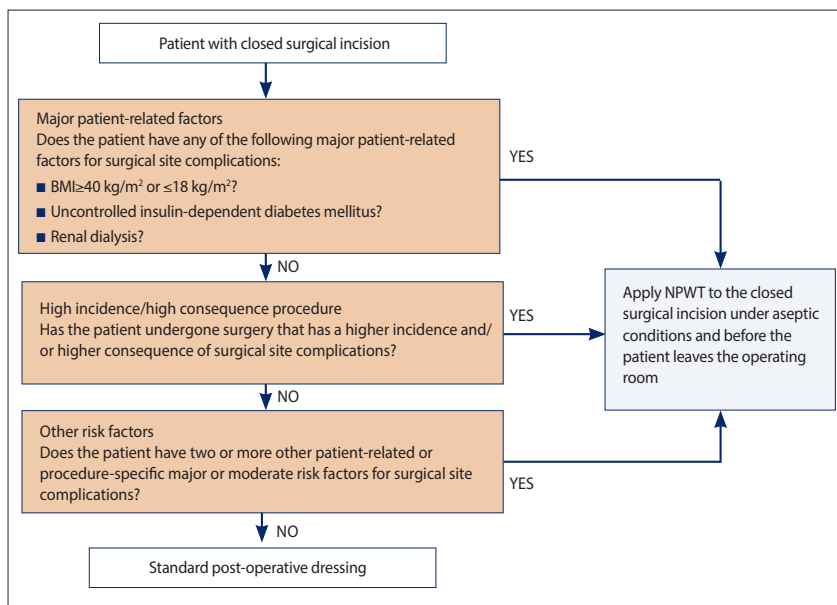 Patient with closed surgical incision
Major patient-related factors
Does the patient have any of the following major patient-related
factors for surgical site complications:
■ BMI≥40 kg/m² or ≤18 kg/m²?
■ Uncontrolled insulin-dependent diabetes mellitus?
■ Renal dialysis?
YES
NO
High incidence/high consequence procedure
Has the patient undergone surgery that has a higher incidence and/
or higher consequence of surgical site complications?
YES
Apply NPWT to the closed
surgical incision under aseptic
conditions and before the
patient leaves the operating
room
NO
Other risk factors
Does the patient have two or more other patient-related or
procedure-specific major or moderate risk factors for surgical site
complications?
YES
NO
Standard post-operative dressing